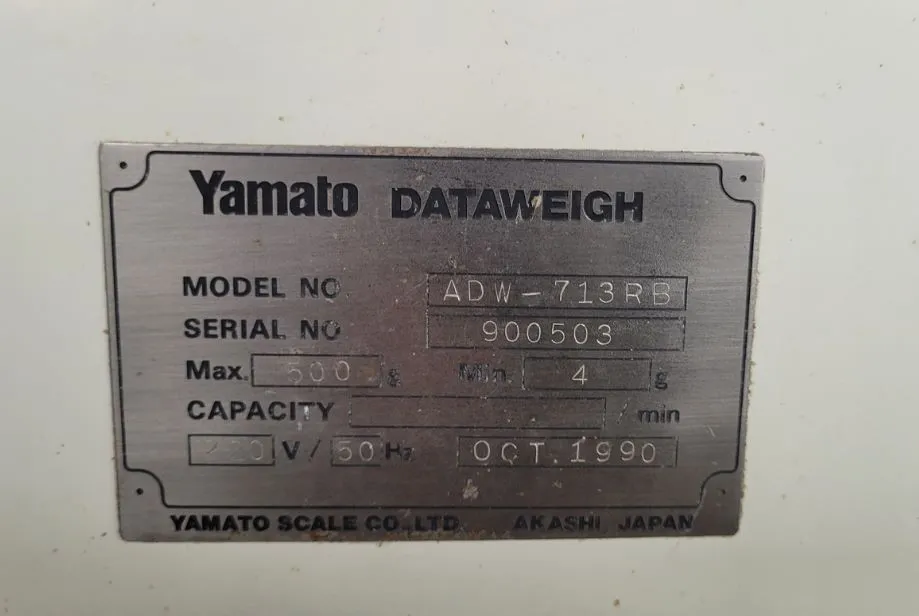 Yamato DATAWEIGH
MODEL NO ADW-713RB
SERIAL NO 900503
Max. 500 g Min. 4 g
CAPACITY / min
220 V / 50 Hz OCT. 1990
YAMATO SCALE CO., LTD. AKASHI, JAPAN